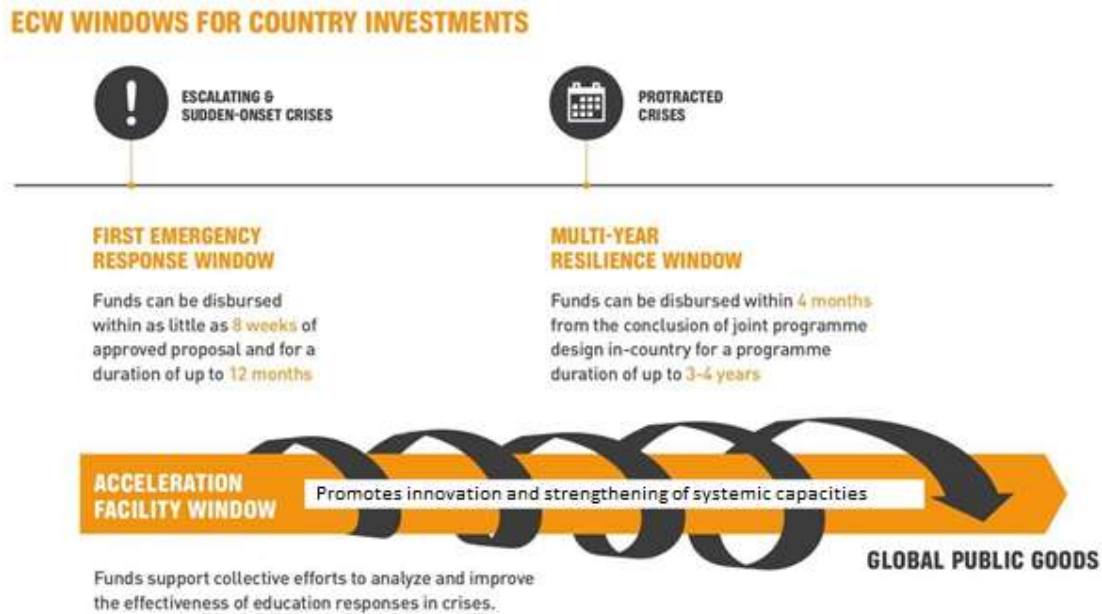 ECW WINDOWS FOR COUNTRY INVESTMENTS
ESCALATING &
SUDDEN-ONSET CRISES
PROTRACTED
CRISES
FIRST EMERGENCY
RESPONSE WINDOW
Funds can be disbursed
within as little as 8 weeks of
approved proposal and for a
duration of up to 12 months
MULTI-YEAR
RESILIENCE WINDOW
Funds can be disbursed within 4 months
from the conclusion of joint programme
design in-country for a programme
duration of up to 3-4 years
ACCELERATION
FACILITY WINDOW
Promotes innovation and strengthening of systemic capacities
GLOBAL PUBLIC GOODS
Funds support collective efforts to analyze and improve
the effectiveness of education responses in crises.